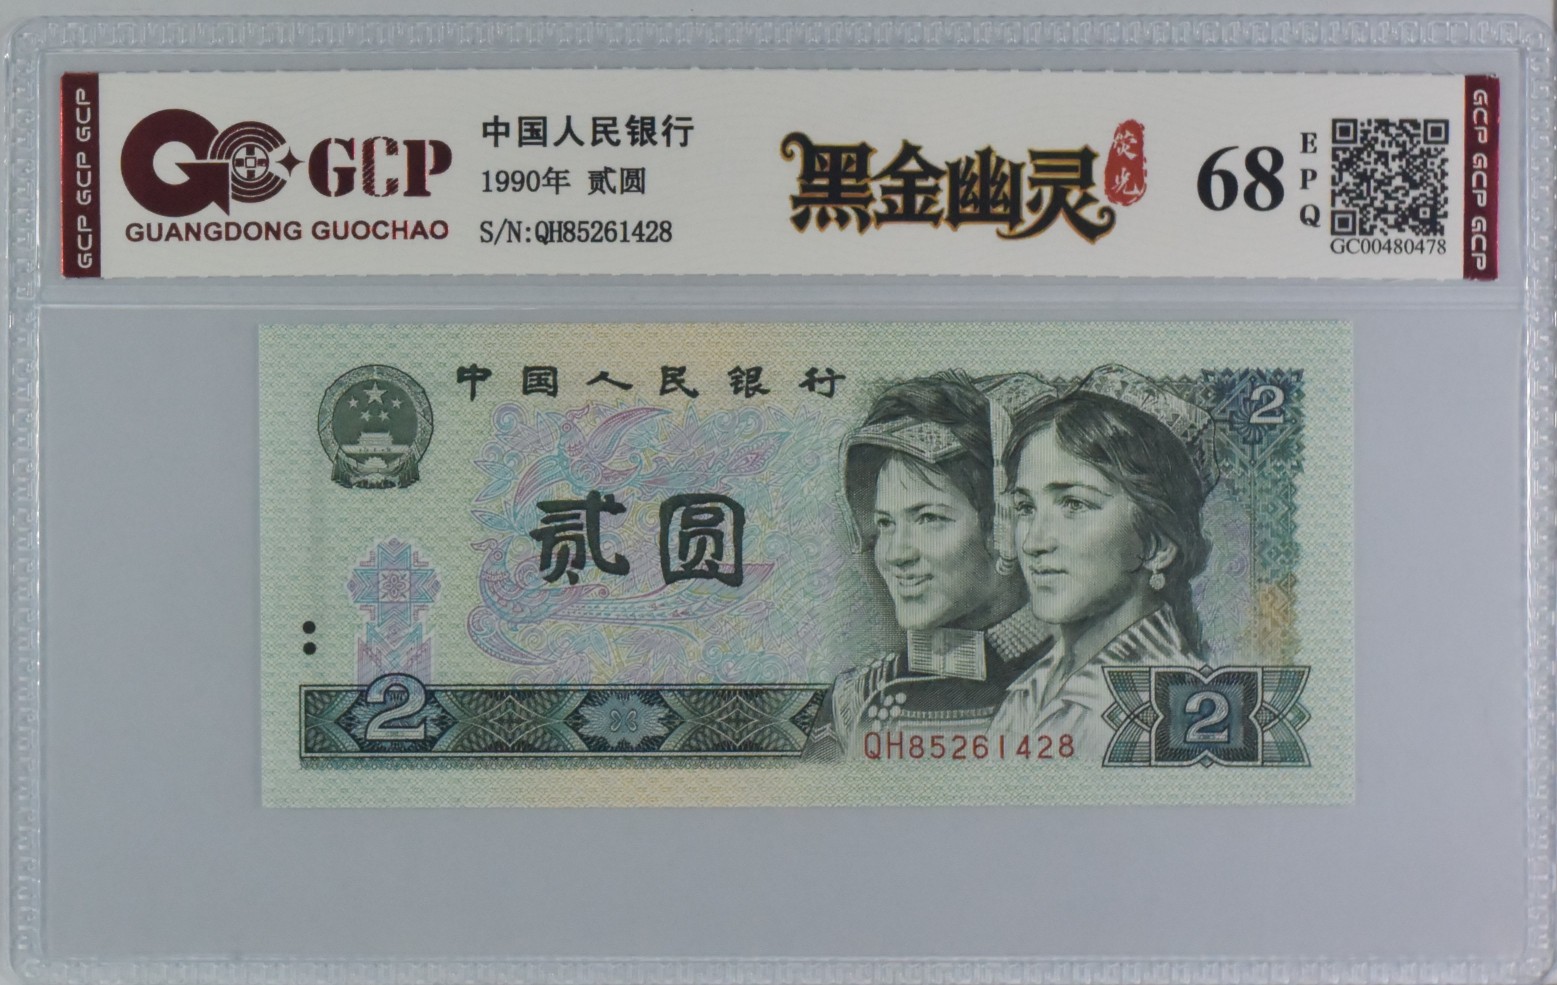 GCP GCP GCP
GCP
GUANGDONG GUOCHAO
中国人民银行
1990年 贰圆
S/N:QH85261428
黑金幽灵
荧光
68
EPQ
GC00480478
GCP GCP GCP
中国人民银行
2
贰圆
2
QH85261428
2